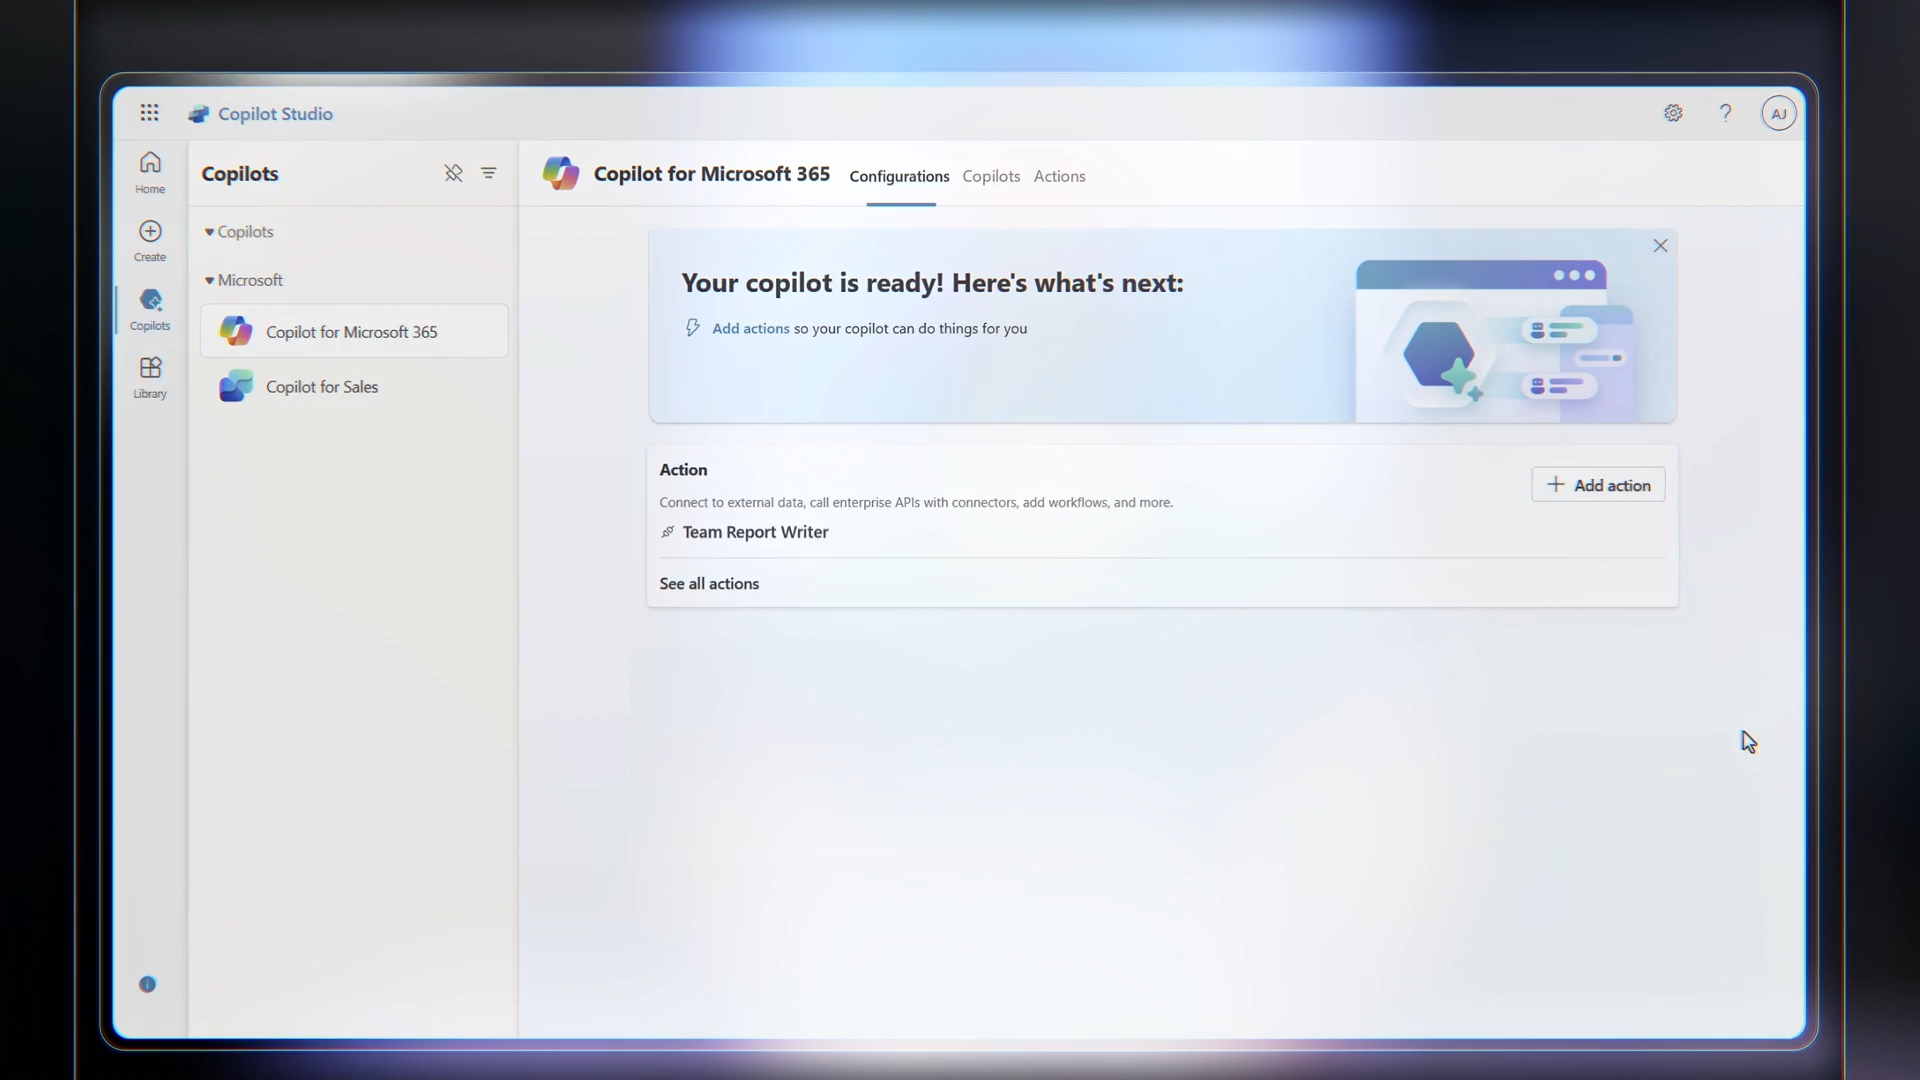 Copilot Studio
AJ
Home
Create
Copilots
Library
Copilots
Copilots
Microsoft
Copilot for Microsoft 365
Copilot for Sales
Copilot for Microsoft 365
Configurations
Copilots
Actions
Your copilot is ready! Here's what's next:
Add actions so your copilot can do things for you
Action
Connect to external data, call enterprise APIs with connectors, add workflows, and more.
Team Report Writer
See all actions
Add action